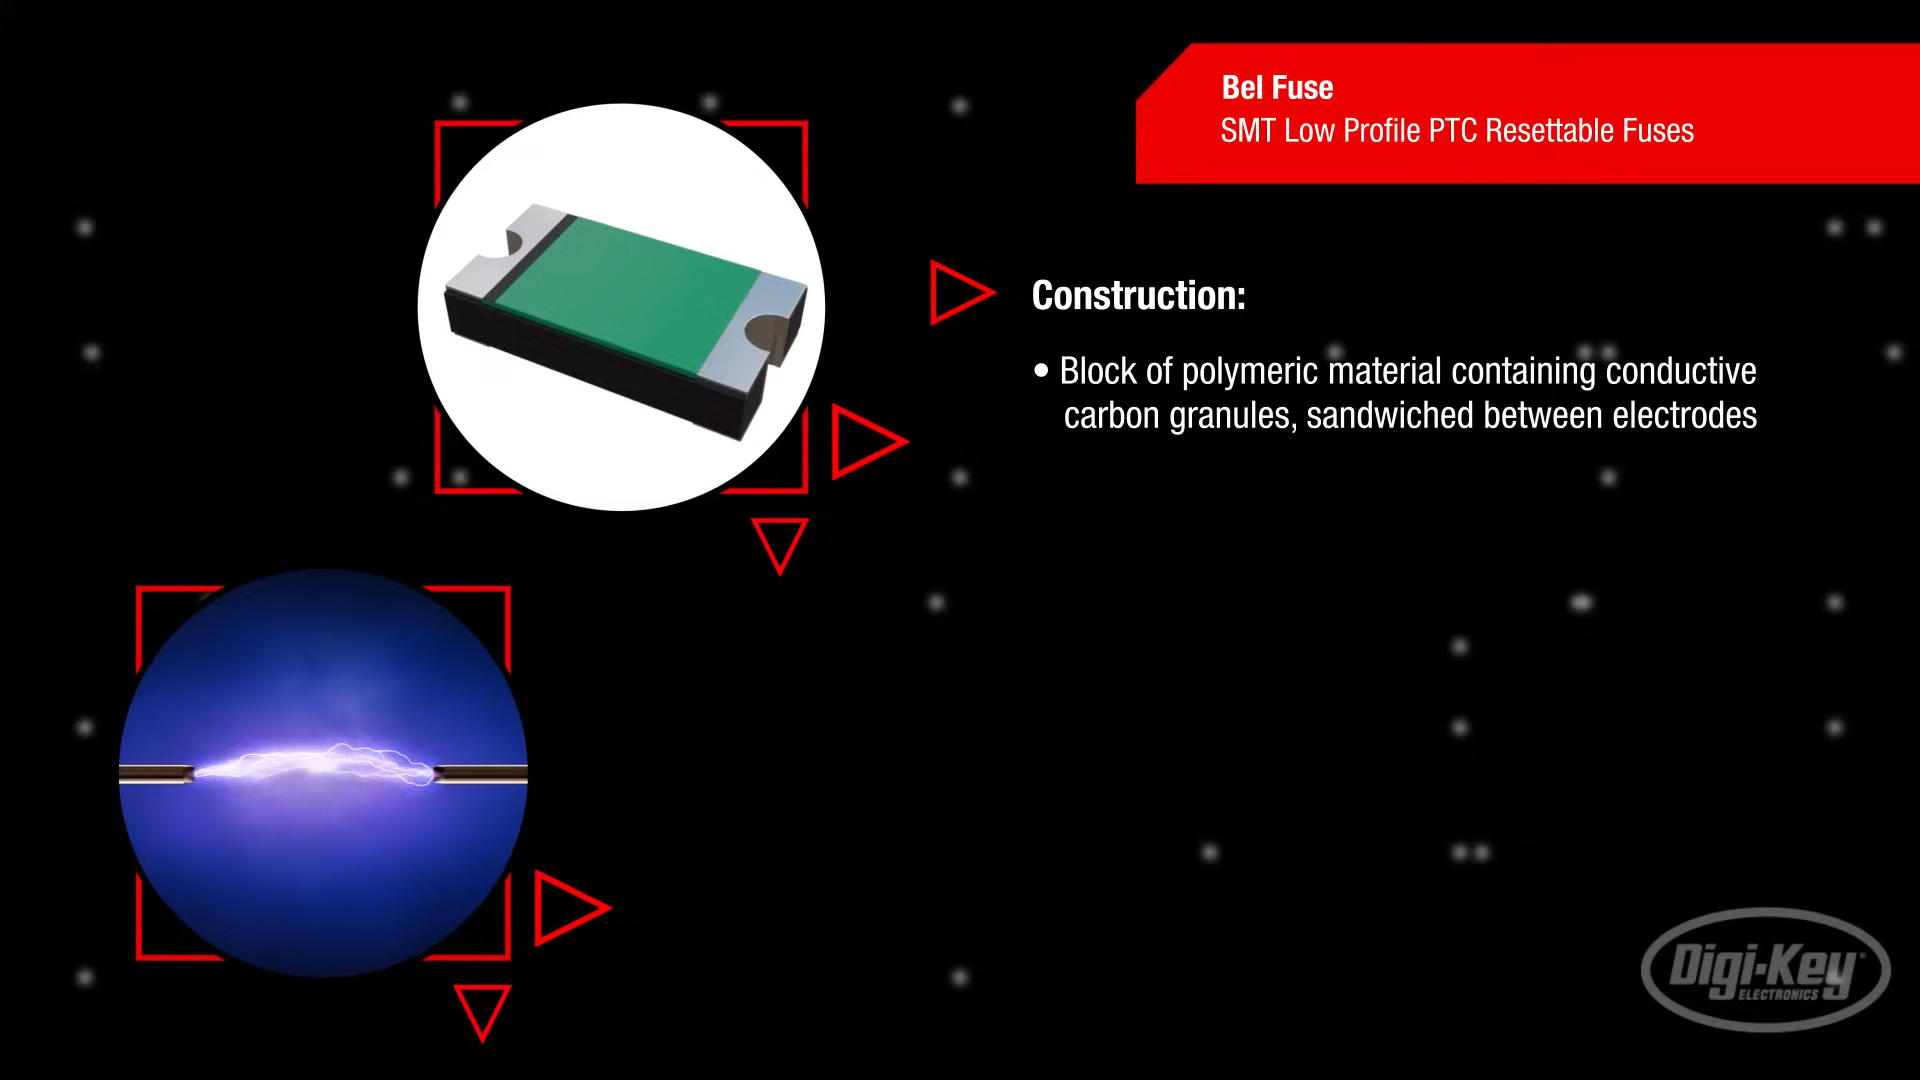 Bel Fuse
SMT Low Profile PTC Resettable Fuses
Construction:
• Block of polymeric material containing conductive
carbon granules, sandwiched between electrodes
Digi-Key
ELECTRONICS